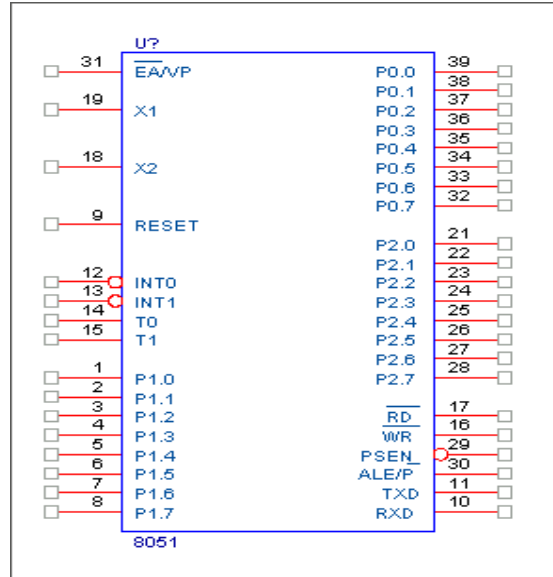 U?
31 EA/VP P0.0 39
P0.1 38
19 X1 P0.2 37
P0.3 36
P0.4 35
18 X2 P0.5 34
P0.6 33
P0.7 32
9 RESET
P2.0 21
P2.1 22
12 INT0 P2.2 23
13 INT1 P2.3 24
14 T0 P2.4 25
15 T1 P2.5 26
P2.6 27
1 P1.0 P2.7 28
2 P1.1
3 P1.2 RD 17
4 P1.3 WR 16
5 P1.4 PSEN 29
6 P1.5 ALE/P 30
7 P1.6 TXD 11
8 P1.7 RXD 10
8051